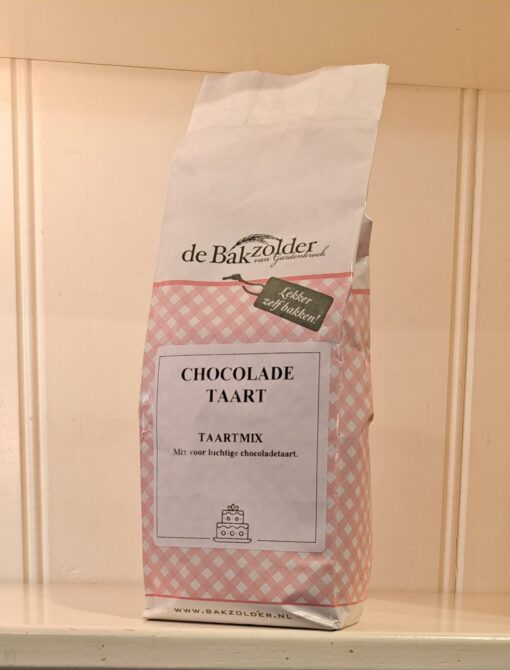 de Bakzolder
van Gardenbroek
Lekker
zelf bakken!
CHOCOLADE
TAART
TAARTMIX
Mix voor luchtige chocoladetaart.
WWW.BAKZOLDER.NL